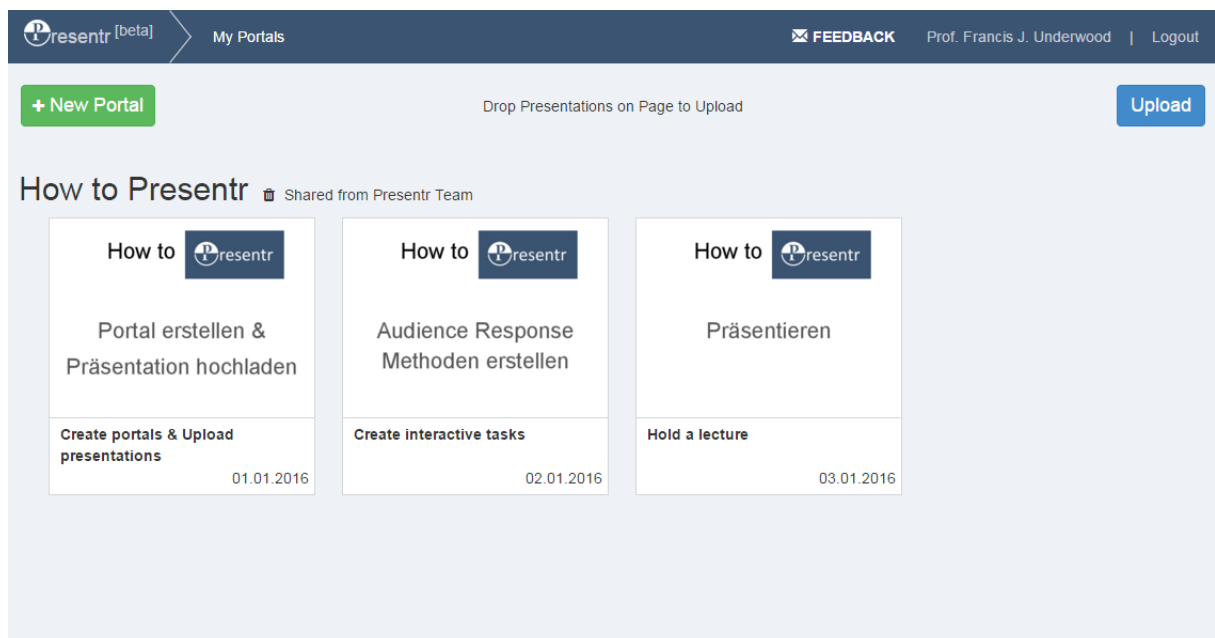 Presentr [beta] My Portals FEEDBACK Prof. Francis J. Underwood | Logout
+ New Portal Drop Presentations on Page to Upload Upload
How to Presentr Shared from Presentr Team
How to Presentr
Portal erstellen &
Präsentation hochladen
Create portals & Upload
presentations
01.01.2016
How to Presentr
Audience Response
Methoden erstellen
Create interactive tasks
02.01.2016
How to Presentr
Präsentieren
Hold a lecture
03.01.2016